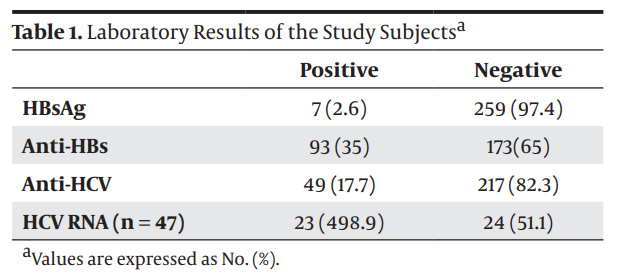 Table 1. Laboratory Results of the Study Subjectsa
Positive Negative
HBsAg 7 (2.6) 259 (97.4)
Anti-HBs 93 (35) 173(65)
Anti-HCV 49 (17.7) 217 (82.3)
HCV RNA (n = 47) 23 (498.9) 24 (51.1)
aValues are expressed as No. (%).